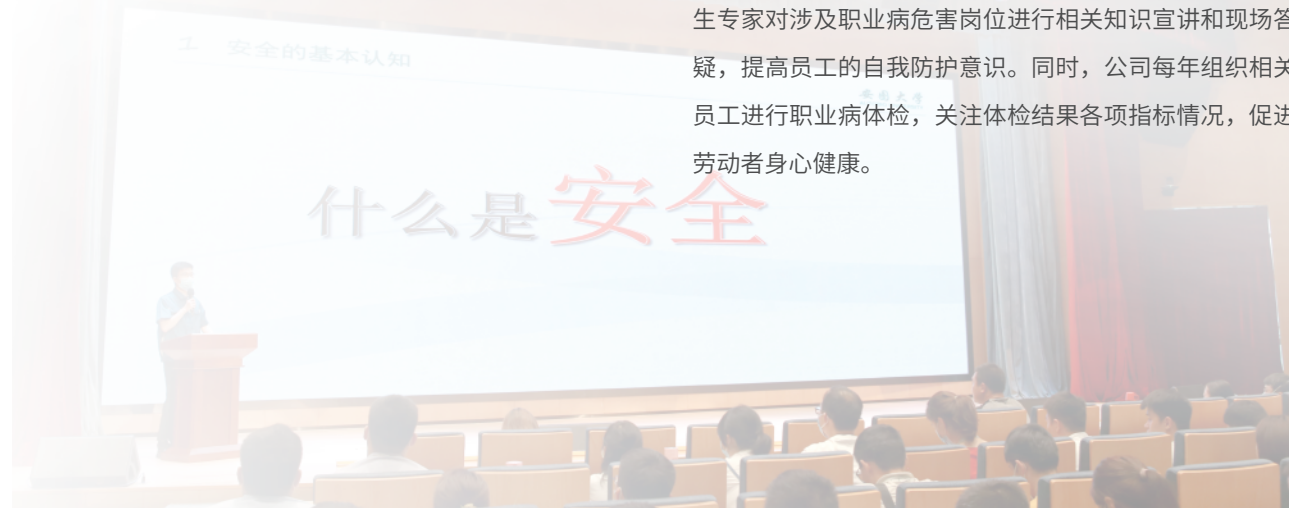 生专家对涉及职业病危害岗位进行相关知识宣讲和现场答
疑，提高员工的自我防护意识。同时，公司每年组织相关
员工进行职业病体检，关注体检结果各项指标情况，促进
劳动者身心健康。
安全的基本认知
什么是安全